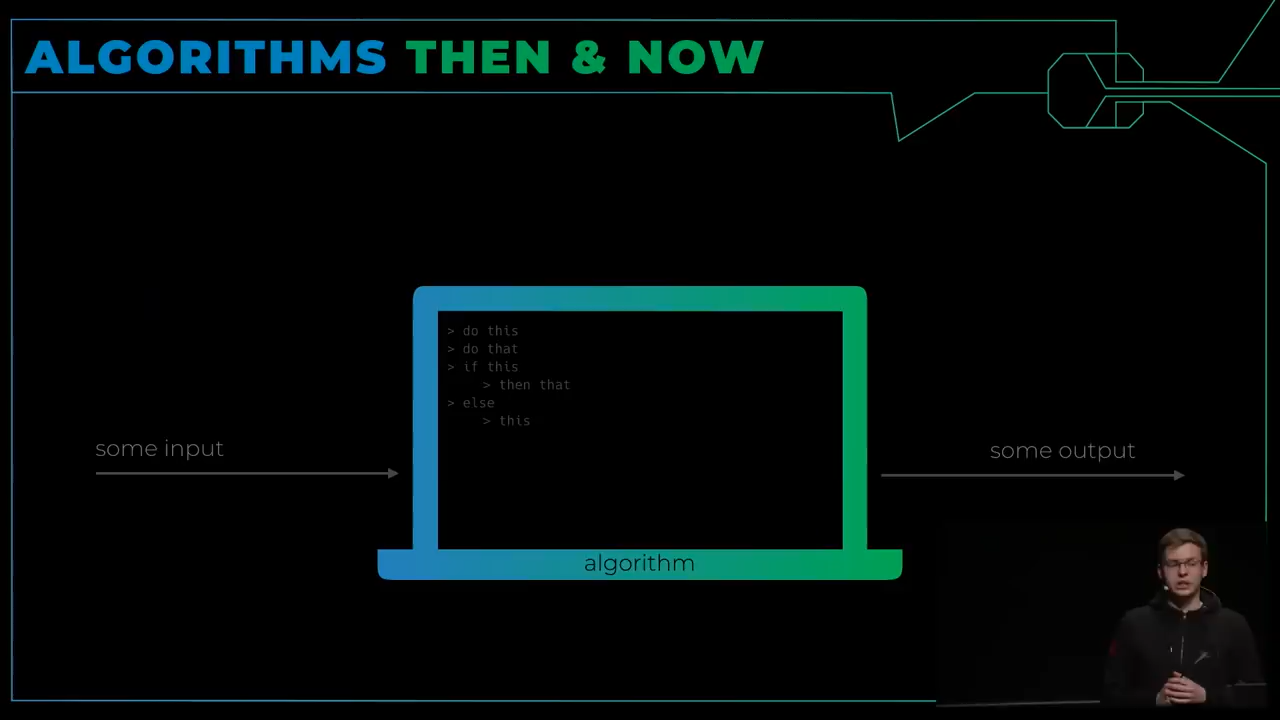 ALGORITHMS THEN & NOW
> do this
> do that
> if this
> then that
> else
> this
some input
some output
algorithm